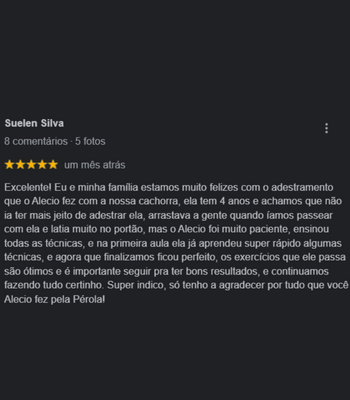 Suelen Silva
8 comentários · 5 fotos
um mês atrás
Excelente! Eu e minha família estamos muito felizes com o adestramento
que o Alecio fez com a nossa cachorra, ela tem 4 anos e achamos que não
ia ter mais jeito de adestrar ela, arrastava a gente quando íamos passear
com ela e latia muito no portão, mas o Alecio foi muito paciente, ensinou
todas as técnicas, e na primeira aula ela já aprendeu super rápido algumas
técnicas, e agora que finalizamos ficou perfeito, os exercícios que ele passa
são ótimos e é importante seguir pra ter bons resultados, e continuamos
fazendo tudo certinho. Super indico, só tenho a agradecer por tudo que você
Alecio fez pela Pérola!